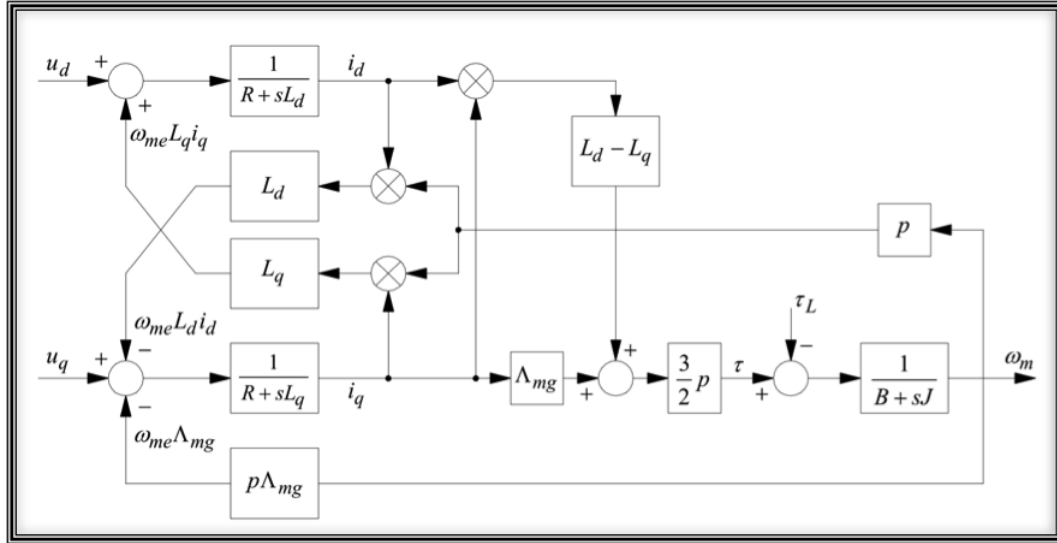 u_d
+
+
1
R + sL_d
i_d
ω_me L_q i_q
L_d
L_d − L_q
p
L_q
ω_me L_d i_d
−
u_q
+
−
1
R + sL_q
i_q
Λ_mg
+
+
3
2
p
τ
+
τ_L
−
1
B + sJ
ω_m
ω_me Λ_mg
pΛ_mg